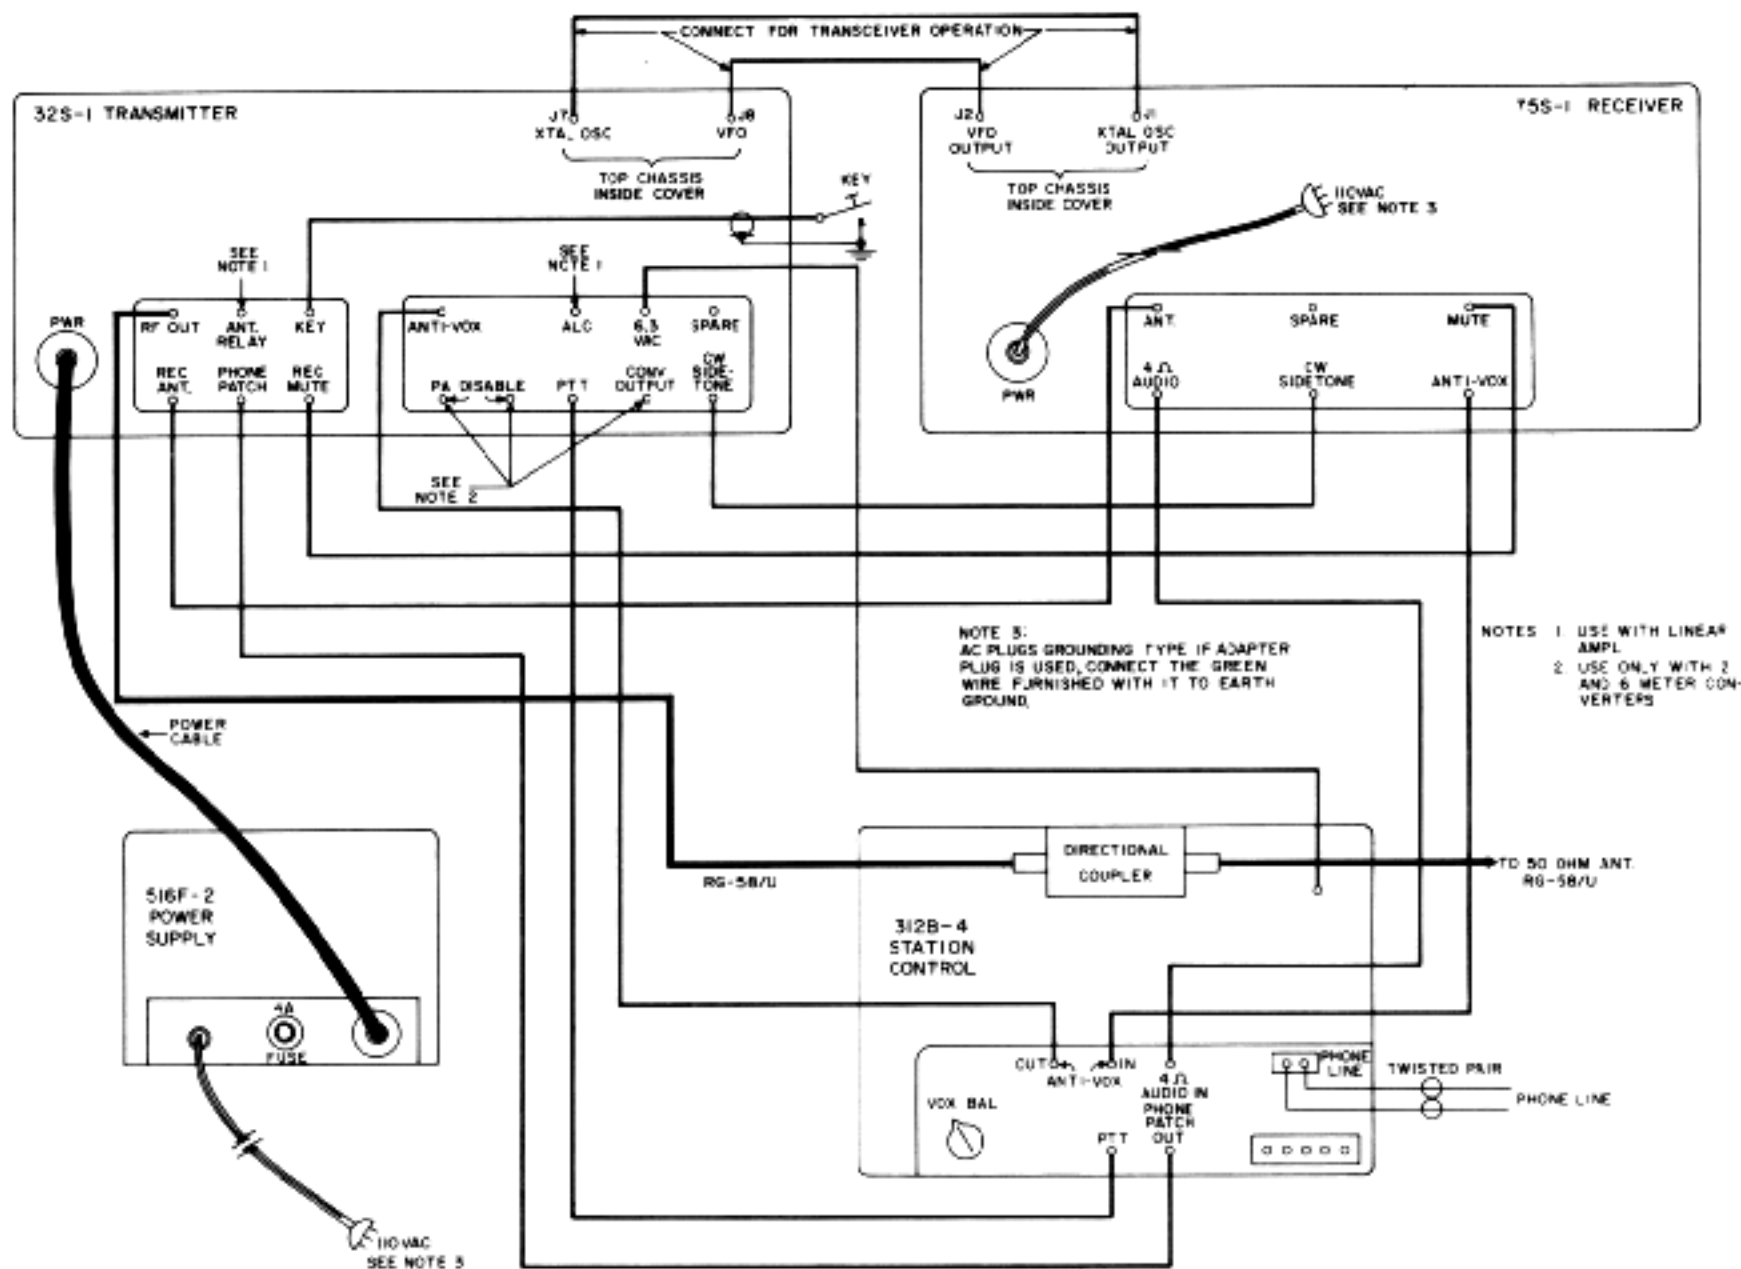 CONNECT FOR TRANSCEIVER OPERATION
32S-1 TRANSMITTER
J7
XTAL OSC
J8
VFO
TOP CHASSIS
INSIDE COVER
75S-1 RECEIVER
J2
VFO
OUTPUT
J1
XTAL OSC
OUTPUT
TOP CHASSIS
INSIDE COVER
KEY
110VAC
SEE NOTE 3
SEE
NOTE 1
SEE
NOTE 1
PWR
RF OUT
ANT.
RELAY
KEY
REC
ANT.
PHONE
PATCH
REC
MUTE
ANTI-VOX
ALC
6.3
VAC
SPARE
PA DISABLE
PTT
CONV
OUTPUT
CW
SIDE-
TONE
SEE
NOTE 2
PWR
ANT.
SPARE
MUTE
4Ω
AUDIO
CW
SIDETONE
ANTI-VOX
NOTE 3:
AC PLUGS GROUNDING TYPE IF ADAPTER
PLUG IS USED, CONNECT THE GREEN
WIRE FURNISHED WITH IT TO EARTH
GROUND.
NOTES 1. USE WITH LINEAR
AMPL
2. USE ONLY WITH 2
AND 6 METER CON-
VERTERS
POWER
CABLE
516F-2
POWER
SUPPLY
4A
FUSE
110VAC
SEE NOTE 3
RG-58/U
DIRECTIONAL
COUPLER
TO 50 OHM ANT.
RG-58/U
312B-4
STATION
CONTROL
OUT
IN
ANTI-VOX
4Ω
AUDIO IN
PHONE
PATCH
OUT
VOX BAL
PTT
PHONE
LINE
TWISTED PAIR
PHONE LINE